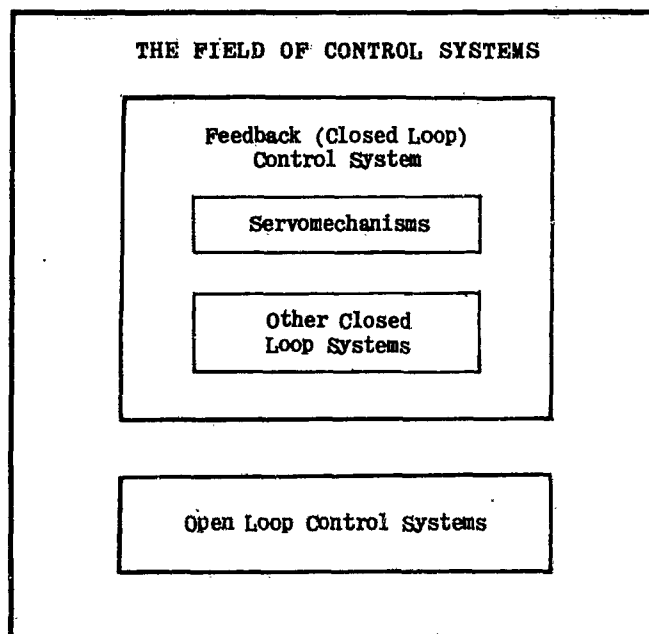 THE FIELD OF CONTROL SYSTEMS
Feedback (Closed Loop)
Control System
Servomechanisms
Other Closed
Loop Systems
Open Loop Control Systems